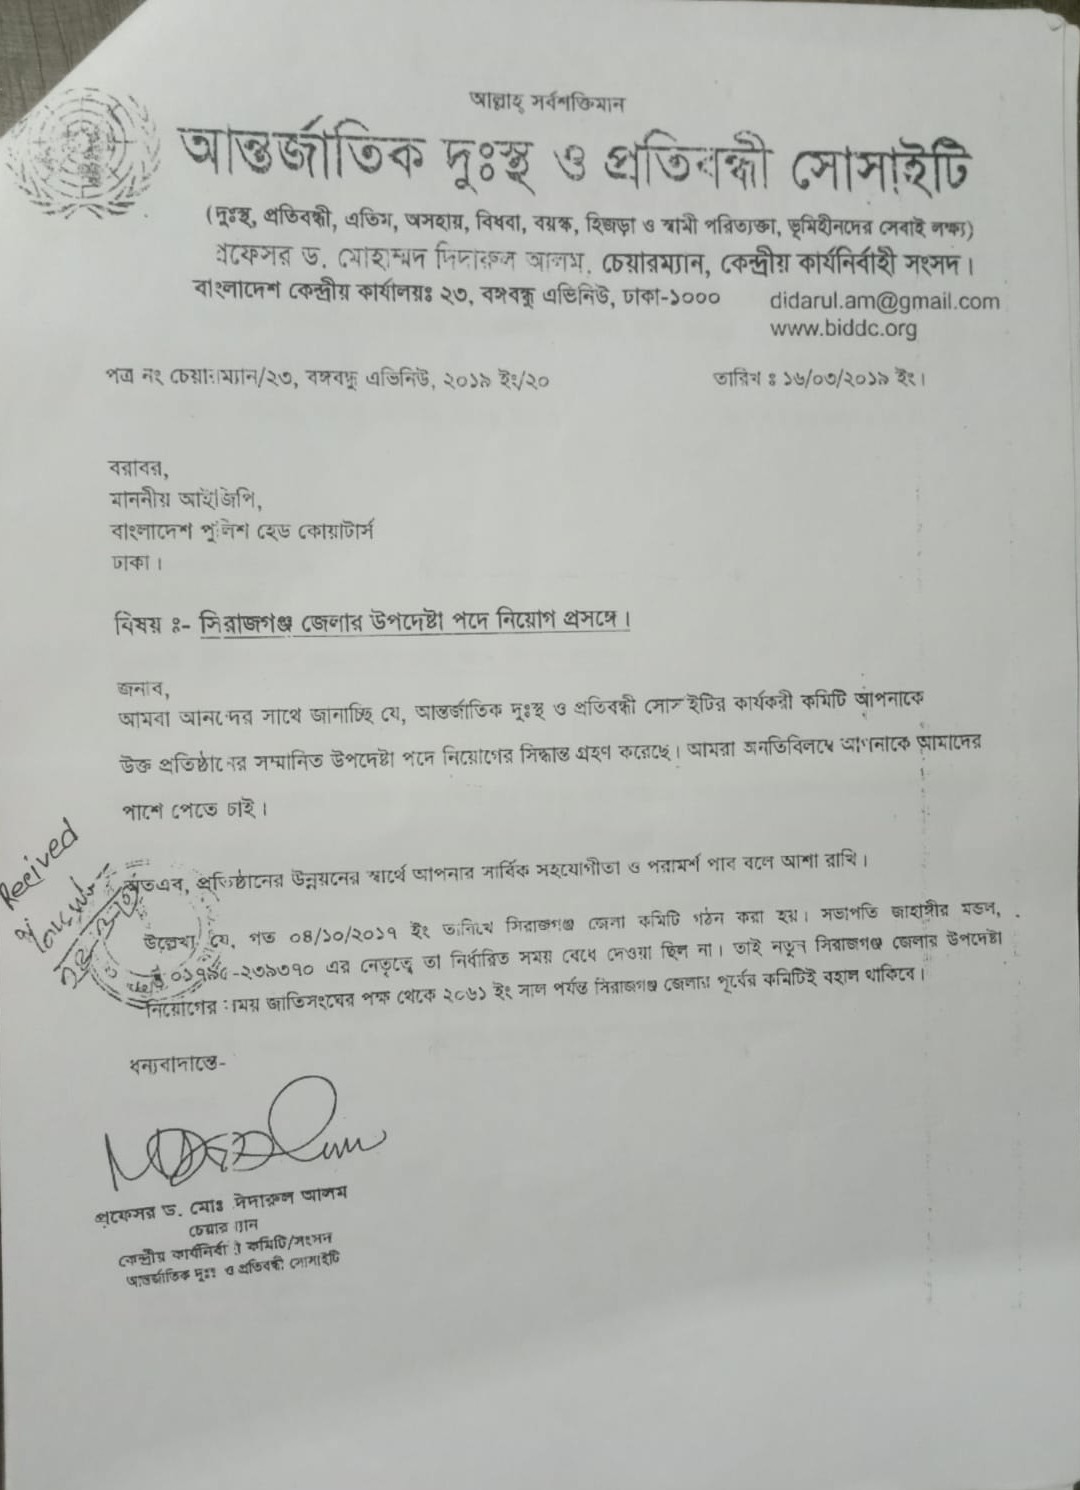 আল্লাহ্ সর্বশক্তিমান
আন্তর্জাতিক দুঃস্থ ও প্রতিবন্ধী সোসাইটি
(দুঃস্থ, প্রতিবন্ধী, এতিম, অসহায়, বিধবা, বয়স্ক, হিজড়া ও স্বামী পরিত্যক্তা, ভূমিহীনদের সেবাই লক্ষ্য)
প্রফেসর ড. মোহাম্মদ দিদারুল আলম, চেয়ারম্যান, কেন্দ্রীয় কার্যনির্বাহী সংসদ।
বাংলাদেশ কেন্দ্রীয় কার্যালয়ঃ ২৩, বঙ্গবন্ধু এভিনিউ, ঢাকা-১০০০ didarul.am@gmail.com
www.biddc.org
পত্র নং চেয়ারম্যান/২৩, বঙ্গবন্ধু এভিনিউ, ২০১৯ ইং/২০ তারিখ ঃ ১৬/০৩/২০১৯ ইং।
বরাবর,
মাননীয় আইজিপি,
বাংলাদেশ পুলিশ হেড কোয়াটার্স
ঢাকা।
বিষয় ঃ- সিরাজগঞ্জ জেলার উপদেষ্টা পদে নিয়োগ প্রসঙ্গে।
জনাব,
আমরা আনন্দের সাথে জানাচ্ছি যে, আন্তর্জাতিক দুঃস্থ ও প্রতিবন্ধী সোসাইটির কার্যকরী কমিটি আপনাকে
উক্ত প্রতিষ্ঠানের সম্মানিত উপদেষ্টা পদে নিয়োগের সিদ্ধান্ত গ্রহণ করেছে। আমরা অনতিবিলম্বে আপনাকে আমাদের
পাশে পেতে চাই।
Recived
অতএব, প্রতিষ্ঠানের উন্নয়নের স্বার্থে আপনার সার্বিক সহযোগীতা ও পরামর্শ পাব বলে আশা রাখি।
উল্লেখ্য যে, গত ০৪/১০/২০১৭ ইং তারিখে সিরাজগঞ্জ জেলা কমিটি গঠন করা হয়। সভাপতি জাহাঙ্গীর মন্ডল,
এর নেতৃত্বে তা নির্ধারিত সময় বেধে দেওয়া ছিল না। তাই নতুন সিরাজগঞ্জ জেলার উপদেষ্টা
নিয়োগের সময় জাতিসংঘের পক্ষ থেকে ২০৬১ ইং সাল পর্যন্ত সিরাজগঞ্জ জেলার পূর্বের কমিটিই বহাল থাকিবে।
ধন্যবাদান্তে-
প্রফেসর ড. মোঃ দিদারুল আলম
চেয়ারম্যান
কেন্দ্রীয় কার্যনির্বাহী কমিটি/সংসদ
আন্তর্জাতিক দুঃস্থ ও প্রতিবন্ধী সোসাইটি